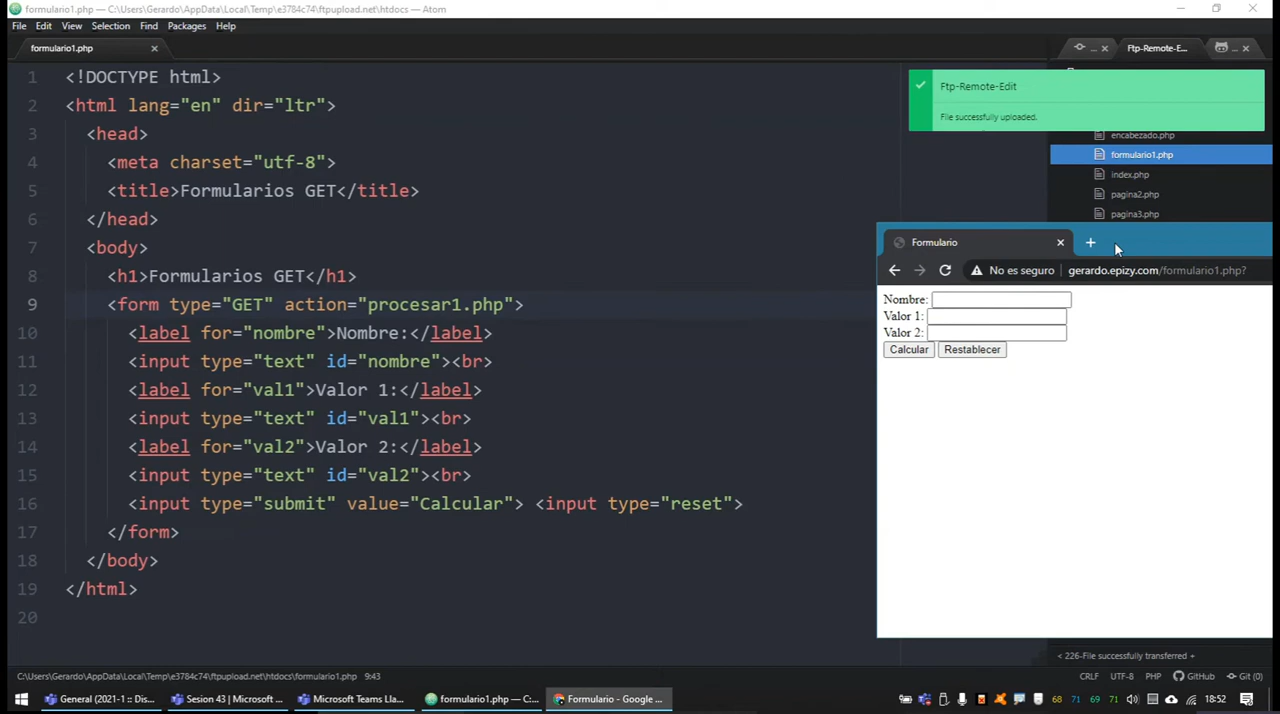 formulario1.php — C:\Users\Gerardo\AppData\Local\Temp\e3784c74\ftpupload.net\htdocs — Atom
File Edit View Selection Find Packages Help
formulario1.php
... Ftp-Remote-E...
1 <!DOCTYPE html>
2 <html lang="en" dir="ltr">
3 <head>
4 <meta charset="utf-8">
5 <title>Formularios GET</title>
6 </head>
7 <body>
8 <h1>Formularios GET</h1>
9 <form type="GET" action="procesar1.php">
10 <label for="nombre">Nombre:</label>
11 <input type="text" id="nombre"><br>
12 <label for="val1">Valor 1:</label>
13 <input type="text" id="val1"><br>
14 <label for="val2">Valor 2:</label>
15 <input type="text" id="val2"><br>
16 <input type="submit" value="Calcular"> <input type="reset">
17 </form>
18 </body>
19 </html>
20
Ftp-Remote-Edit
File successfully uploaded.
encabezado.php
formulario1.php
index.php
pagina2.php
pagina3.php
Formulario
No es seguro | gerardo.epizy.com/formulario1.php?
Nombre:
Valor 1:
Valor 2:
Calcular Restablecer
< 226-File successfully transferred +
C:\Users\Gerardo\AppData\Local\Temp\e3784c74\ftpupload.net\htdocs\formulario1.php 9:43
CRLF UTF-8 PHP GitHub Git (0)
General (2021-1 :: Dis... Sesion 43 | Microsoft ... Microsoft Teams Lla... formulario1.php — C:... Formulario - Google ... 68 71 69 71 18:52